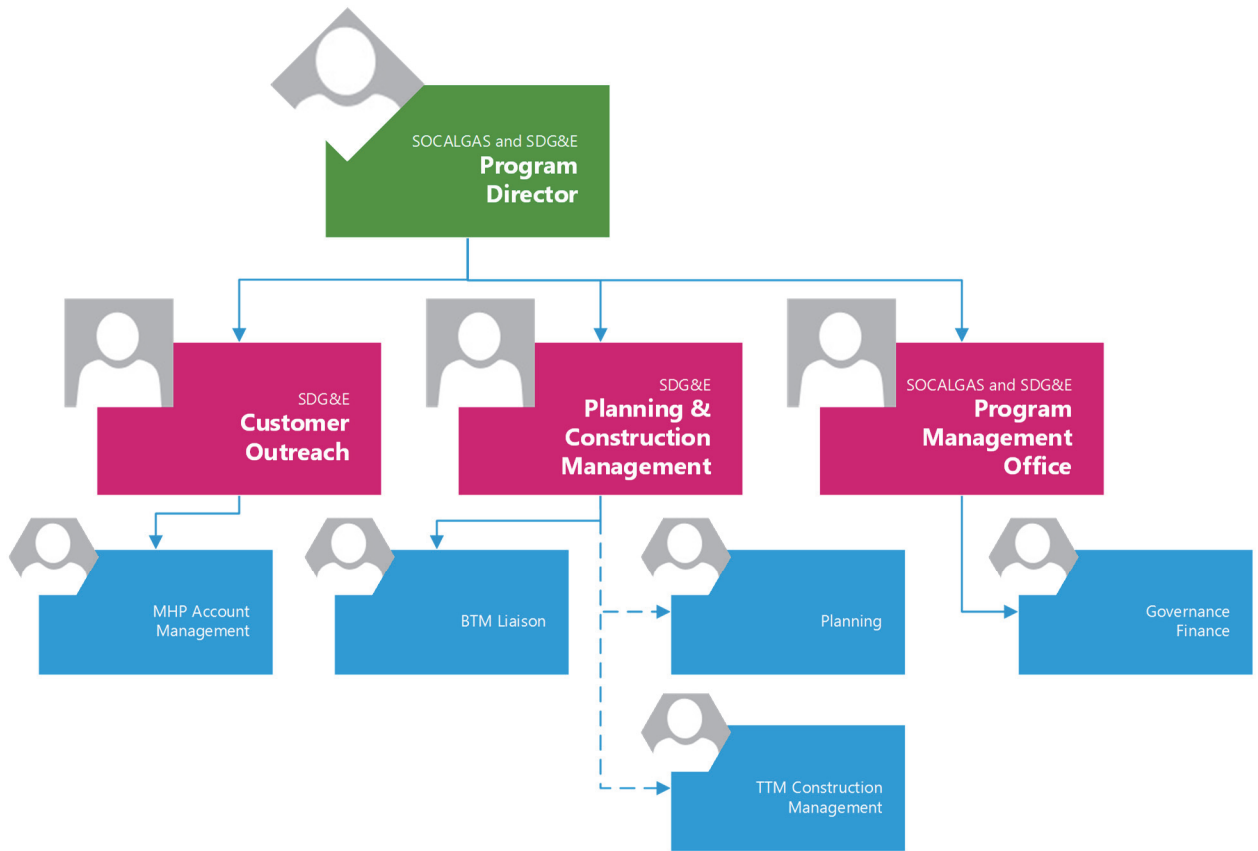 SOCALGAS and SDG&E
Program
Director
SDG&E
Customer
Outreach
SDG&E
Planning &
Construction
Management
SOCALGAS and SDG&E
Program
Management
Office
MHP Account
Management
BTM Liaison
Planning
Governance
Finance
TTM Construction
Management